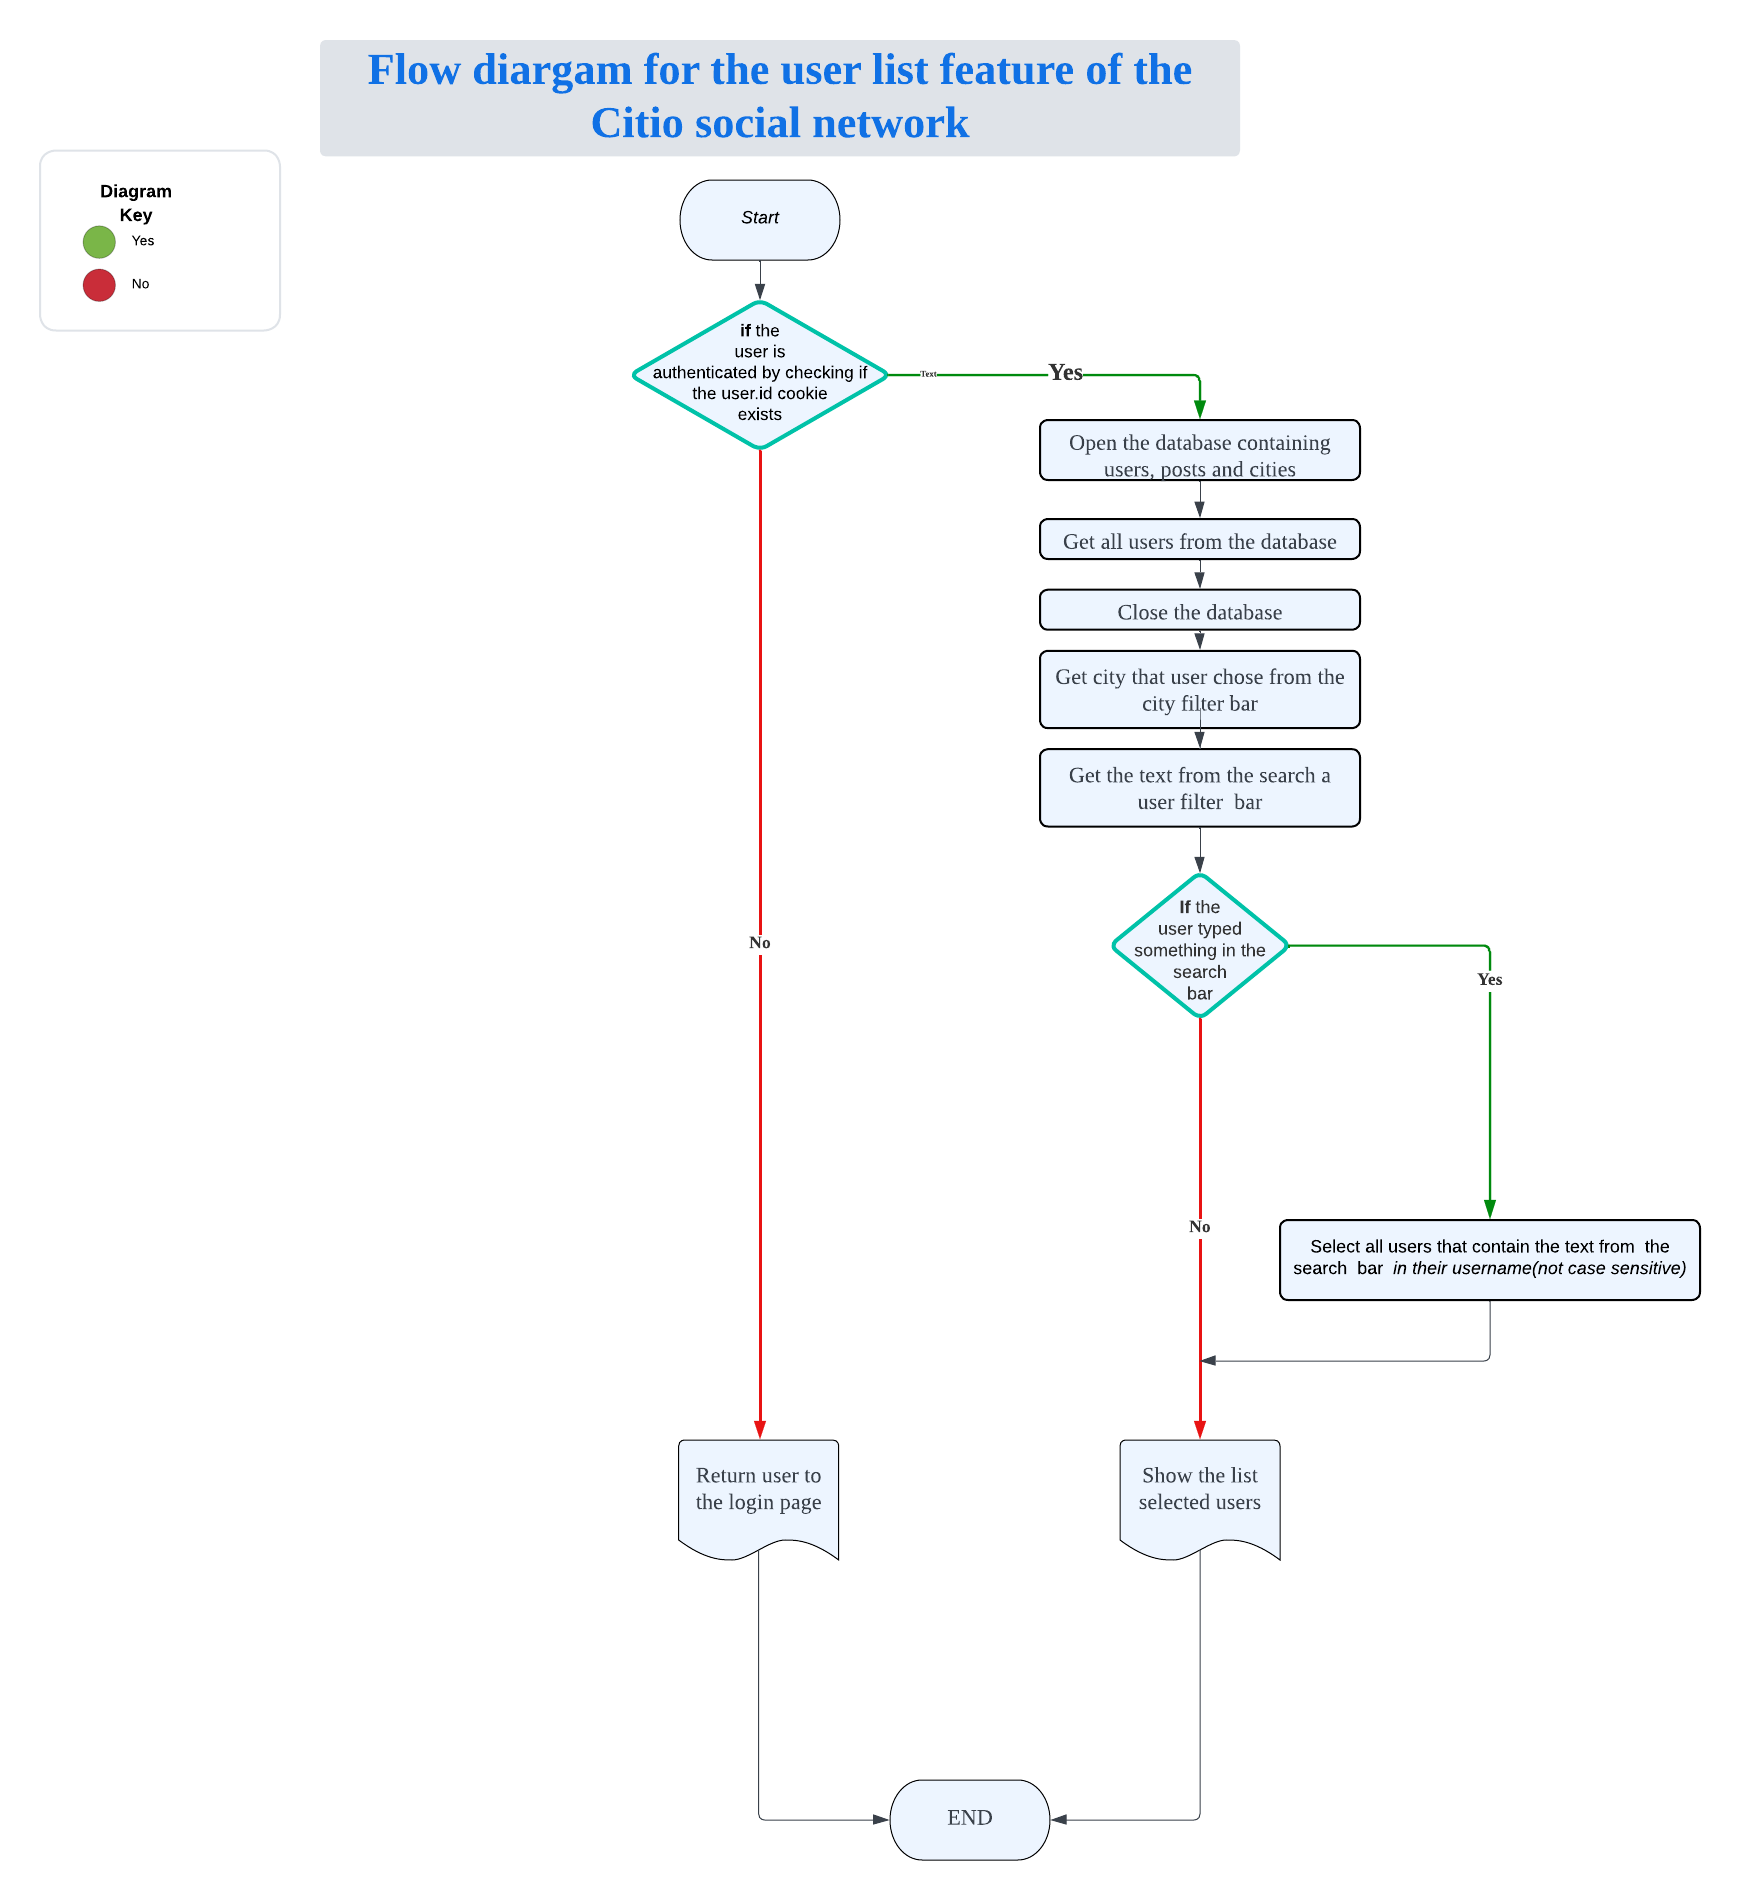 Flow diargam for the user list feature of the
Citio social network
Diagram
Key
Yes
No
Start
if the
user is
authenticated by checking if
the user.id cookie
exists
Text
Yes
Open the database containing
users, posts and cities
Get all users from the database
Close the database
Get city that user chose from the
city filter bar
Get the text from the search a
user filter  bar
If the
user typed
something in the
search
bar
No
Yes
No
Select all users that contain the text from  the
search  bar  in their username(not case sensitive)
Return user to
the login page
Show the list
selected users
END